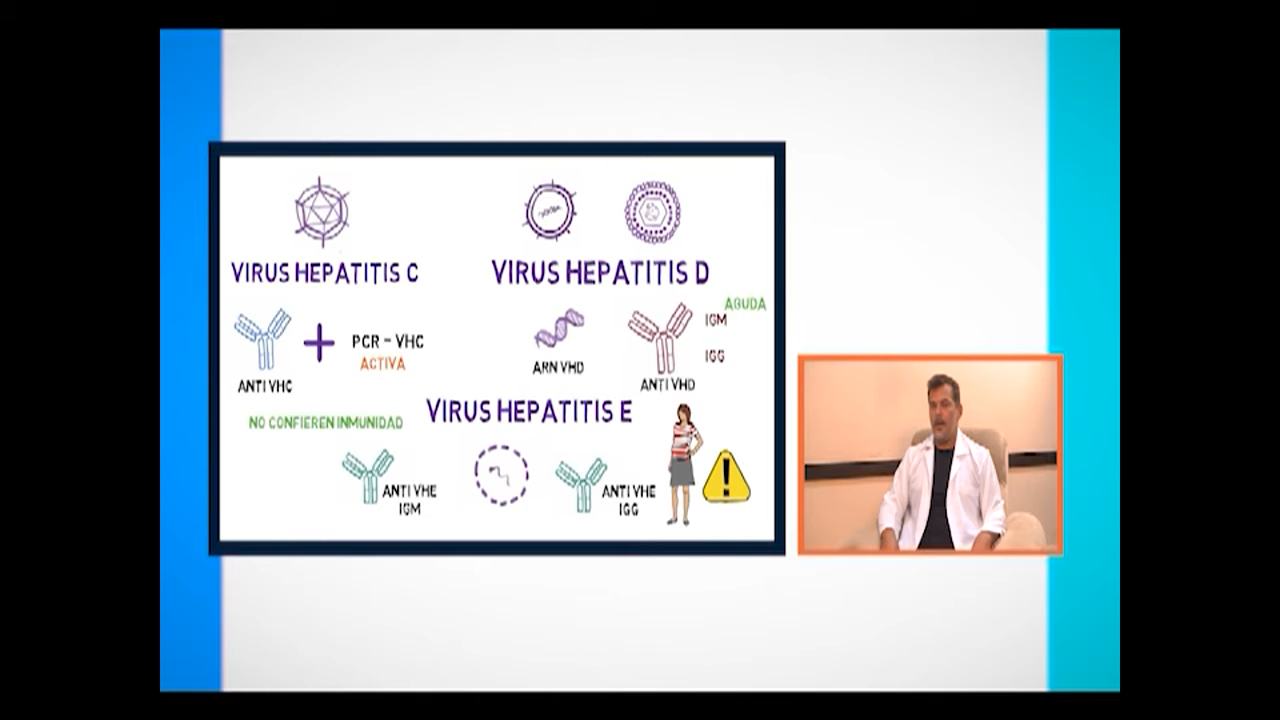 VIRUS HEPATITIS C
VIRUS HEPATITIS D
ANTI VHC
PCR - VHC
ACTIVA
NO CONFIEREN INMUNIDAD
ARN VHD
ANTI VHD
AGUDA
IGM
IGG
VIRUS HEPATITIS E
ANTI VHE
IGM
ANTI VHE
IGG